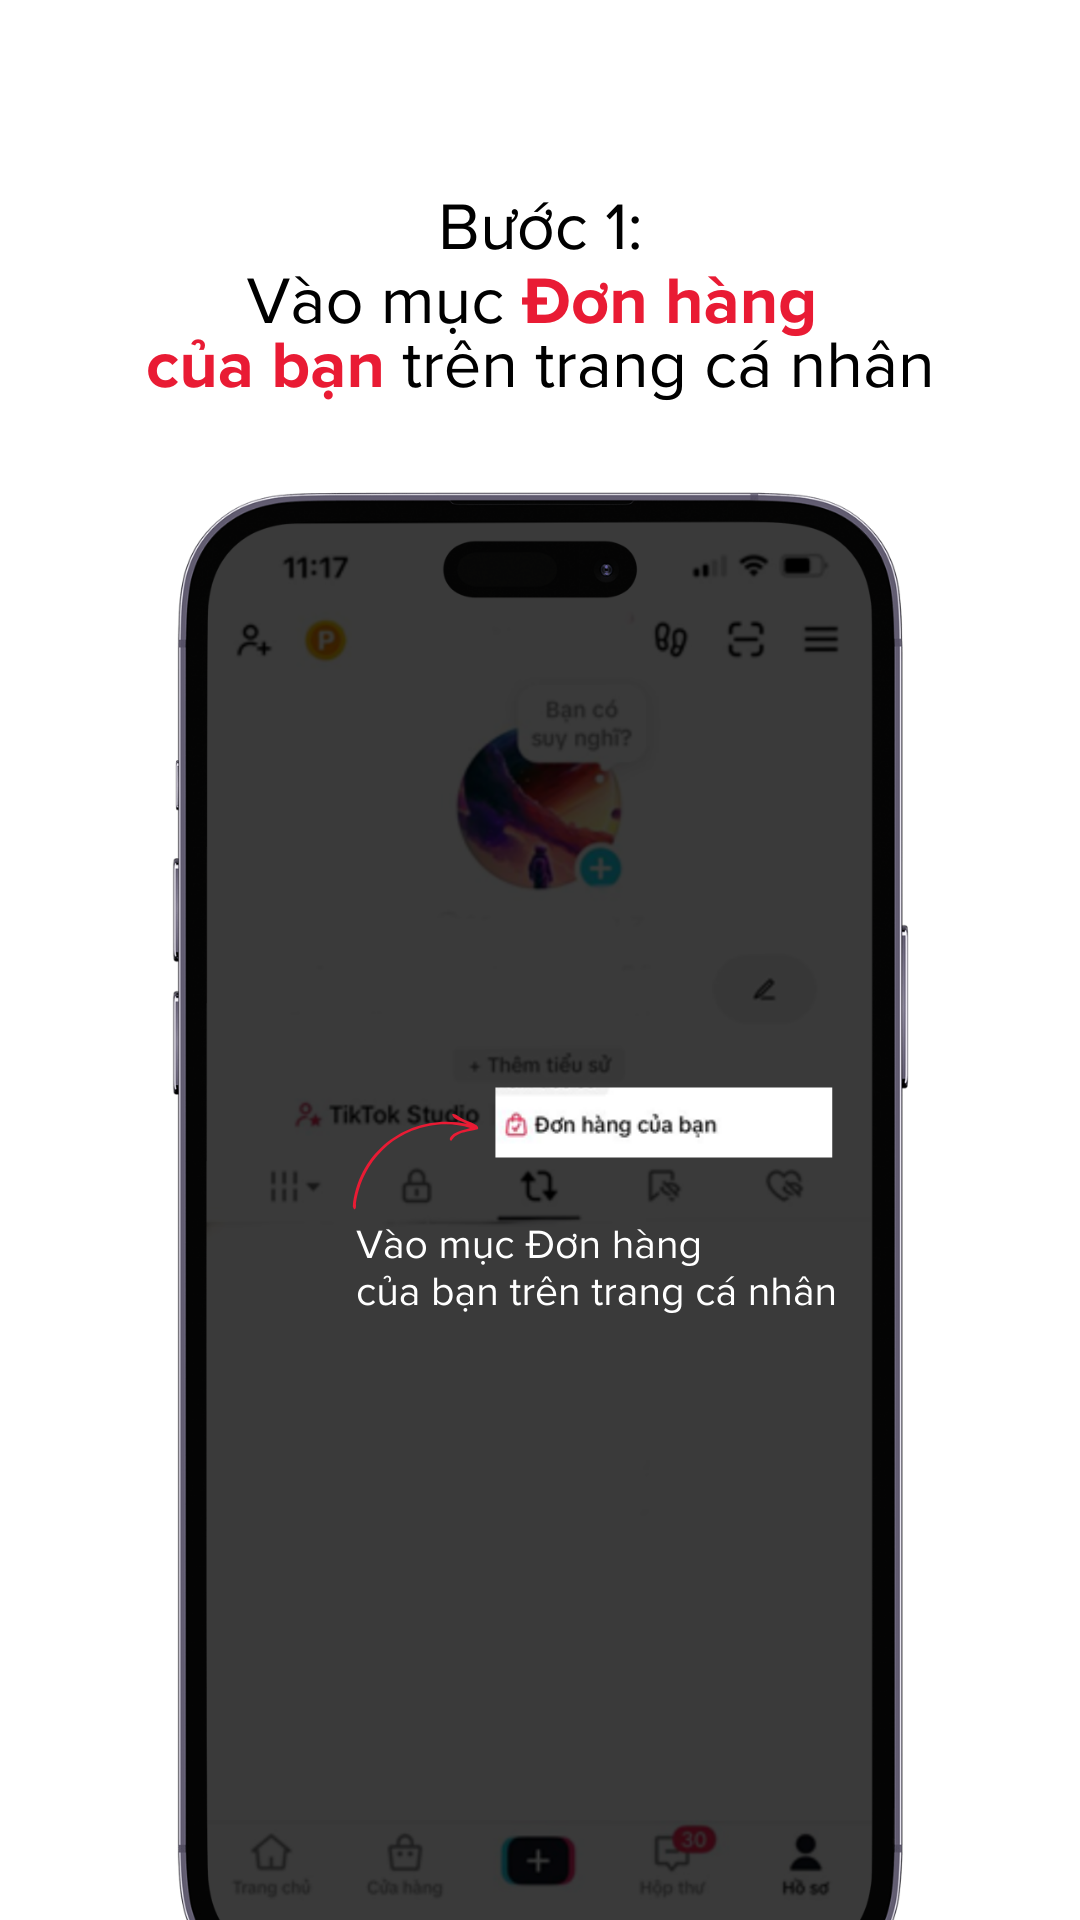 Bước 1:
Vào mục Đơn hàng
của bạn trên trang cá nhân
11:17
P
Bạn có
suy nghĩ?
+ Thêm tiểu sử
TikTok Studio
Đơn hàng của bạn
Vào mục Đơn hàng
của bạn trên trang cá nhân
30
Trang chủ
Cửa hàng
Hộp thư
Hồ sơ